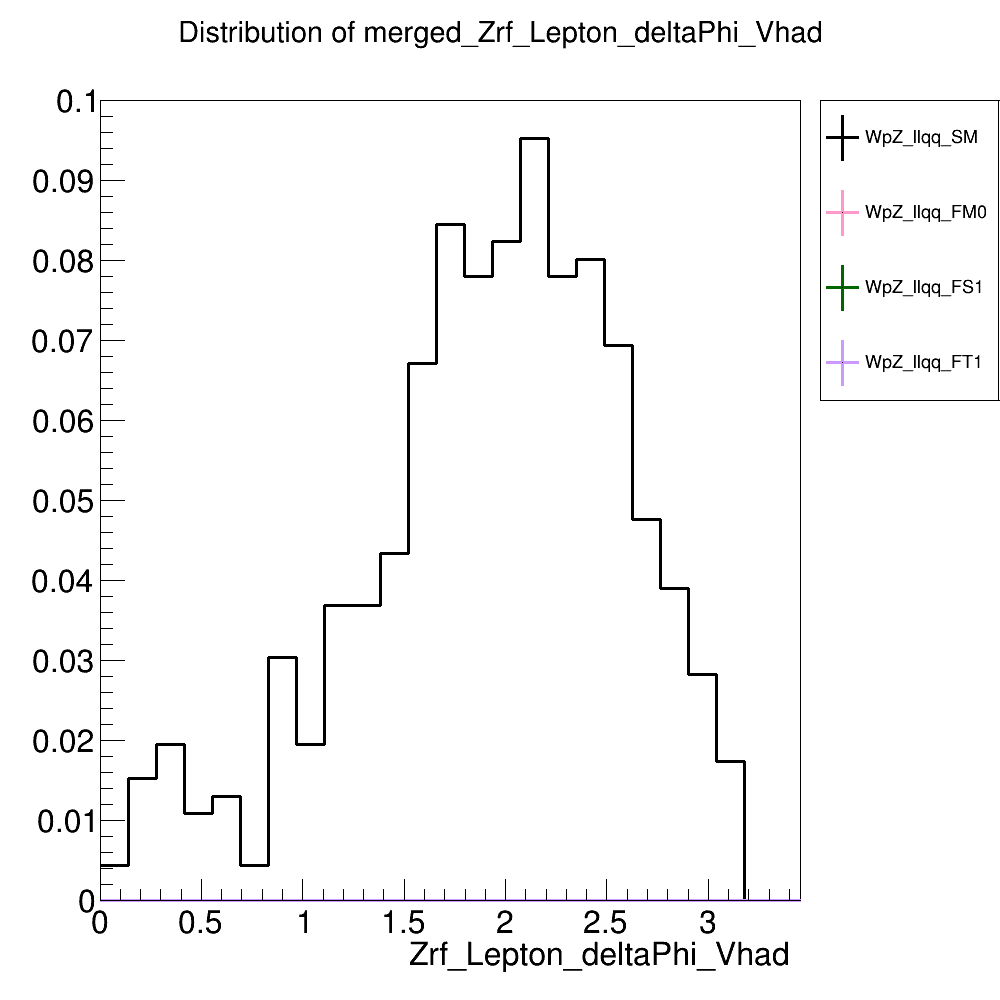 Distribution of merged_Zrf_Lepton_deltaPhi_Vhad
0.1
0.09
0.08
0.07
0.06
0.05
0.04
0.03
0.02
0.01
0
0 0.5 1 1.5 2 2.5 3
Zrf_Lepton_deltaPhi_Vhad
WpZ_llqq_SM
WpZ_llqq_FM0
WpZ_llqq_FS1
WpZ_llqq_FT1